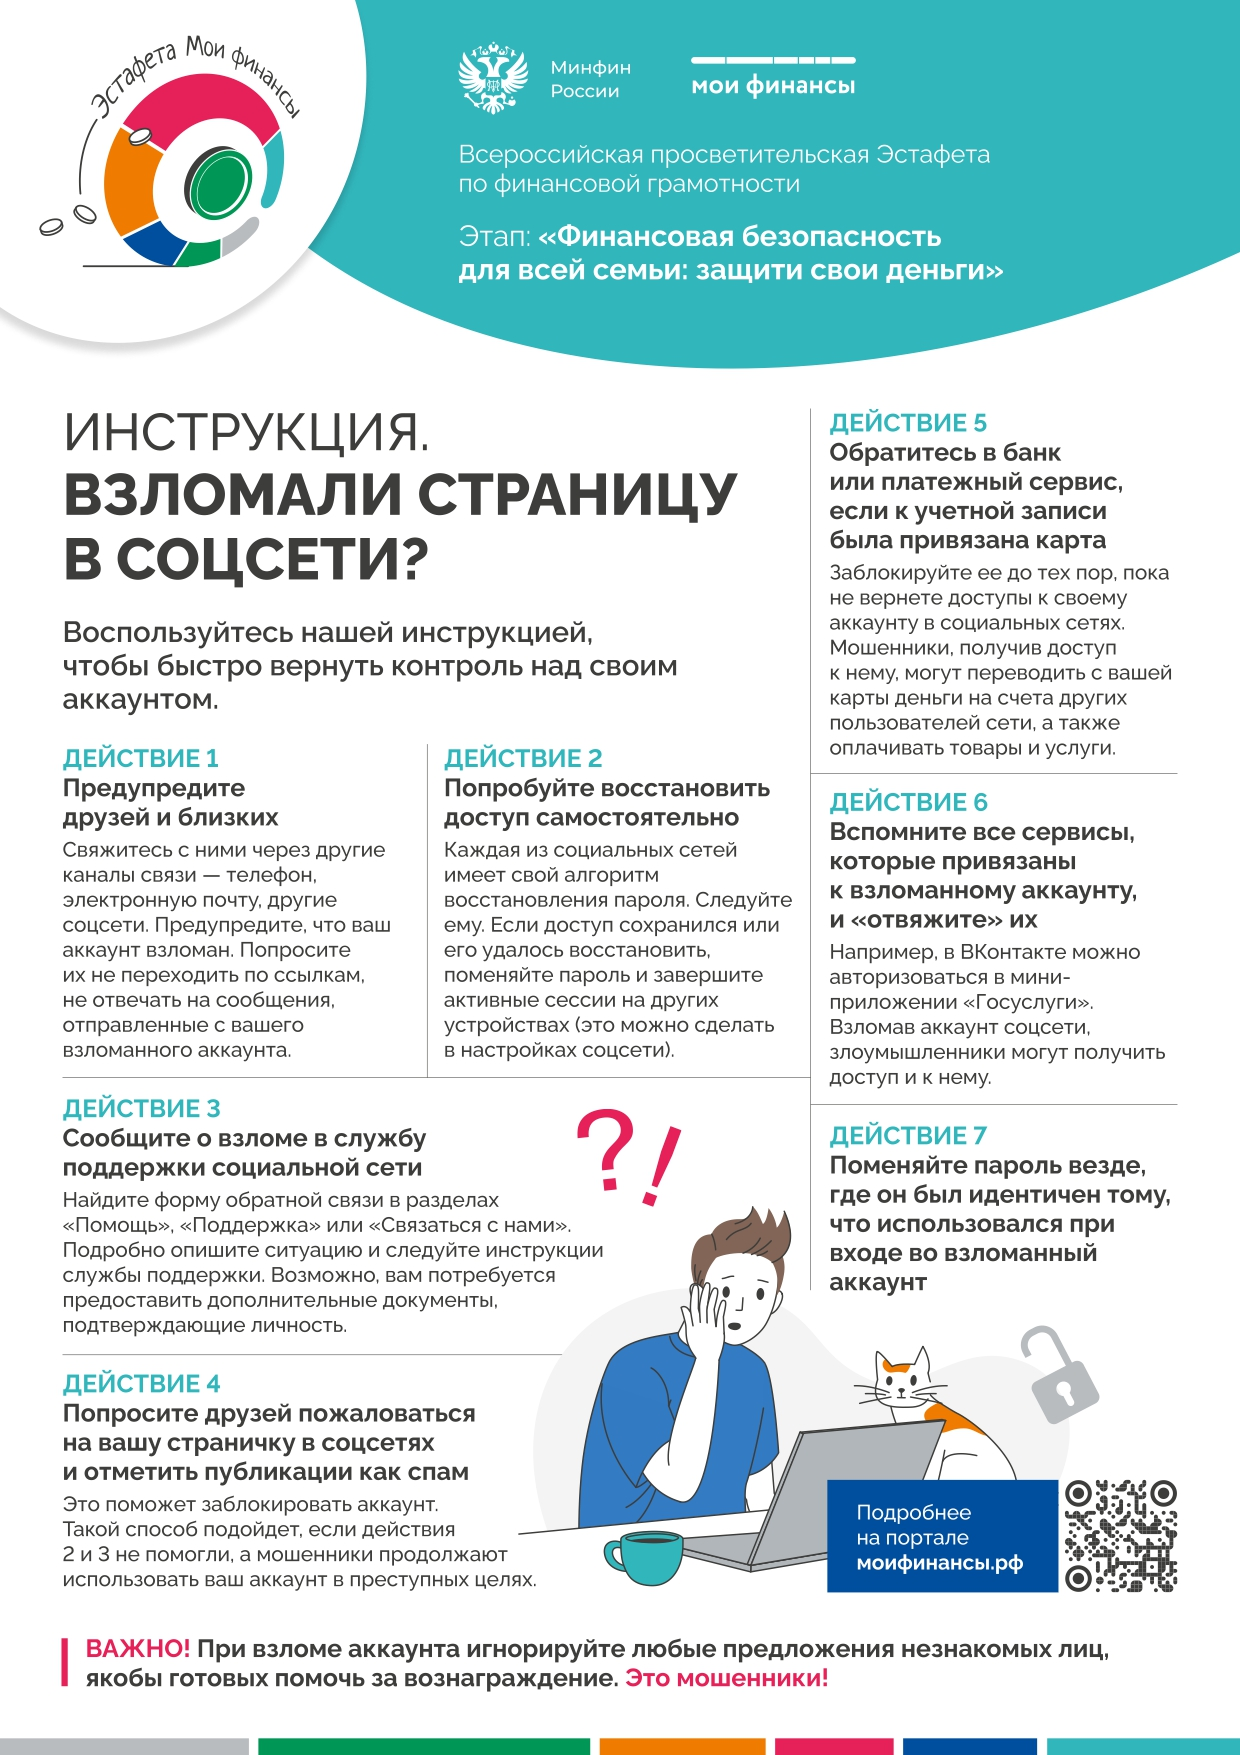 Эстафета Мои финансы
Минфин
России
мои финансы
Всероссийская просветительская Эстафета
по финансовой грамотности
Этап: «Финансовая безопасность
для всей семьи: защити свои деньги»
ИНСТРУКЦИЯ.
ВЗЛОМАЛИ СТРАНИЦУ
В СОЦСЕТИ?
Воспользуйтесь нашей инструкцией,
чтобы быстро вернуть контроль над своим
аккаунтом.
ДЕЙСТВИЕ 1
Предупредите
друзей и близких
Свяжитесь с ними через другие
каналы связи — телефон,
электронную почту, другие
соцсети. Предупредите, что ваш
аккаунт взломан. Попросите
их не переходить по ссылкам,
не отвечать на сообщения,
отправленные с вашего
взломанного аккаунта.
ДЕЙСТВИЕ 2
Попробуйте восстановить
доступ самостоятельно
Каждая из социальных сетей
имеет свой алгоритм
восстановления пароля. Следуйте
ему. Если доступ сохранился или
его удалось восстановить,
поменяйте пароль и завершите
активные сессии на других
устройствах (это можно сделать
в настройках соцсети).
ДЕЙСТВИЕ 3
Сообщите о взломе в службу
поддержки социальной сети
Найдите форму обратной связи в разделах
«Помощь», «Поддержка» или «Связаться с нами».
Подробно опишите ситуацию и следуйте инструкции
службы поддержки. Возможно, вам потребуется
предоставить дополнительные документы,
подтверждающие личность.
?!
ДЕЙСТВИЕ 4
Попросите друзей пожаловаться
на вашу страничку в соцсетях
и отметить публикации как спам
Это поможет заблокировать аккаунт.
Такой способ подойдет, если действия
2 и 3 не помогли, а мошенники продолжают
использовать ваш аккаунт в преступных целях.
ДЕЙСТВИЕ 5
Обратитесь в банк
или платежный сервис,
если к учетной записи
была привязана карта
Заблокируйте ее до тех пор, пока
не вернете доступы к своему
аккаунту в социальных сетях.
Мошенники, получив доступ
к нему, могут переводить с вашей
карты деньги на счета других
пользователей сети, а также
оплачивать товары и услуги.
ДЕЙСТВИЕ 6
Вспомните все сервисы,
которые привязаны
к взломанному аккаунту,
и «отвяжите» их
Например, в ВКонтакте можно
авторизоваться в мини-
приложении «Госуслуги».
Взломав аккаунт соцсети,
злоумышленники могут получить
доступ и к нему.
ДЕЙСТВИЕ 7
Поменяйте пароль везде,
где он был идентичен тому,
что использовался при
входе во взломанный
аккаунт
Подробнее
на портале
моифинансы.рф
ВАЖНО! При взломе аккаунта игнорируйте любые предложения незнакомых лиц,
якобы готовых помочь за вознаграждение. Это мошенники!